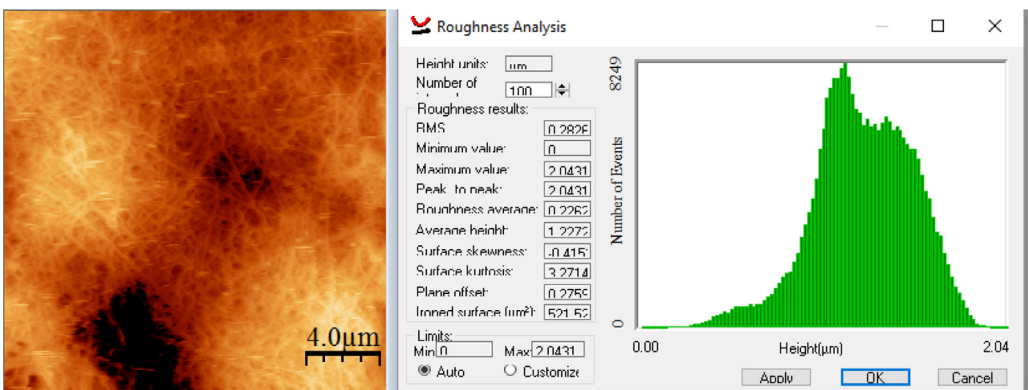 4.0µm
Roughness Analysis
Height units: um
Number of
100
Roughness results:
RMS 0.2826
Minimum value: 0
Maximum value: 2.0431
Peak to peak: 2.0431
Roughness average: 0.2262
Average height: 1.2272
Surface skewness: -0.415
Surface kurtosis: 3.2714
Plane offset: 0.2759
Ironed surface (µm²): 521.52
Limits:
Min 0 Max 2.0431
Auto Customize
8249
Number of Events
0
0.00 Height(µm) 2.04
Apply OK Cancel